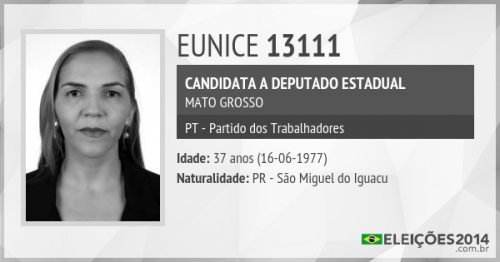 EUNICE 13111
CANDIDATA A DEPUTADO ESTADUAL
MATO GROSSO
PT - Partido dos Trabalhadores
Idade: 37 anos (16-06-1977)
Naturalidade: PR - São Miguel do Iguacu
ELEIÇÕES2014
.com.br